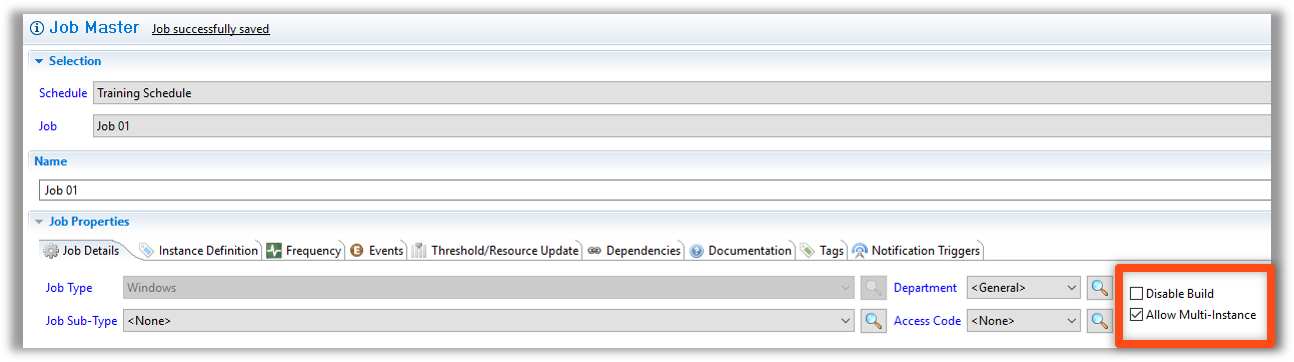 Job Master Job successfully saved
Selection
Schedule Training Schedule
Job Job 01
Name
Job 01
Job Properties
Job Details Instance Definition Frequency Events Threshold/Resource Update Dependencies Documentation Tags Notification Triggers
Job Type Windows Department <General> Disable Build
Job Sub-Type <None> Access Code <None> Allow Multi-Instance